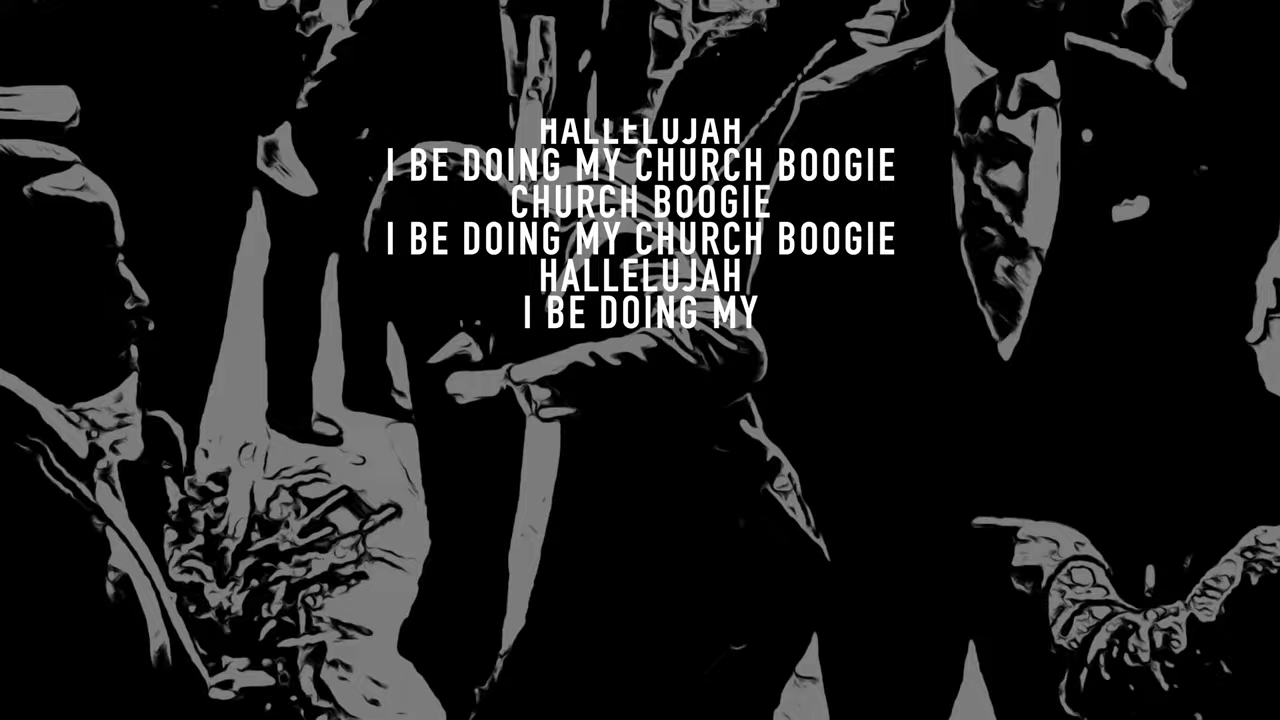 HALLELUJAH
I BE DOING MY CHURCH BOOGIE
CHURCH BOOGIE
I BE DOING MY CHURCH BOOGIE
HALLELUJAH
I BE DOING MY